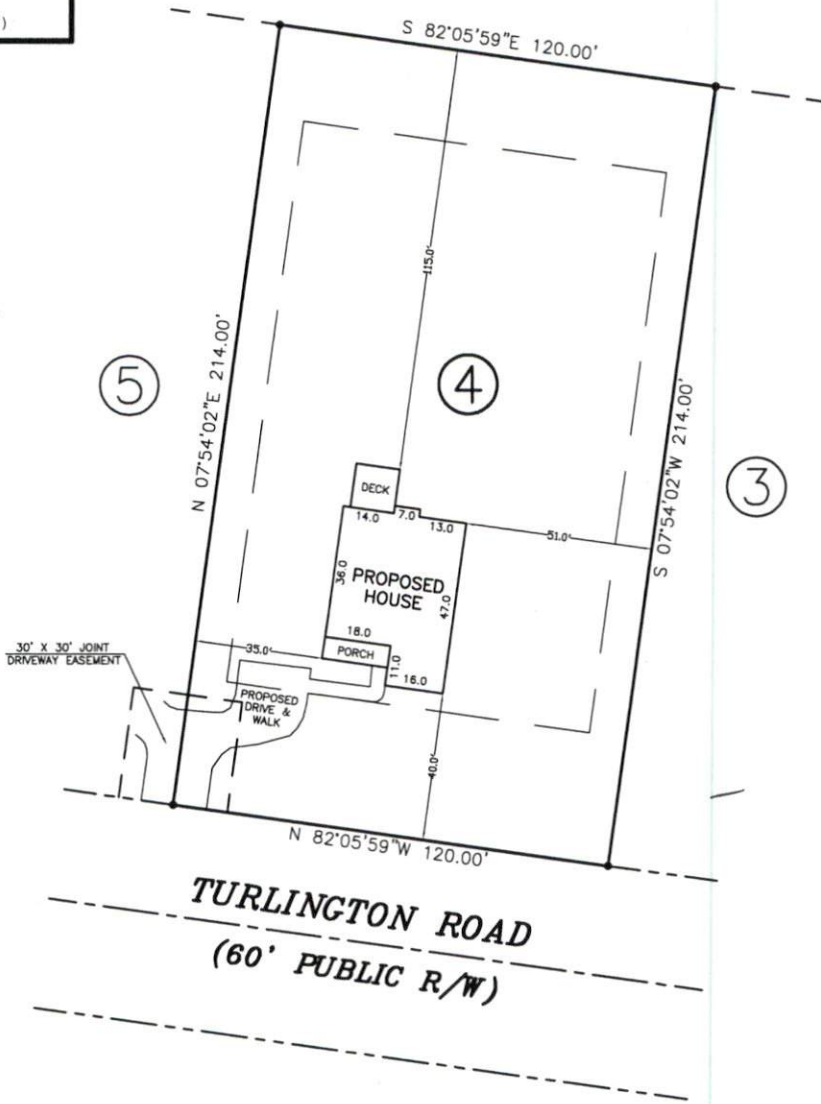 )
S 82°05'59"E 120.00'
115.0'
N 07°54'02"E 214.00'
5
4
S 07°54'02"W 214.00'
3
DECK
14.0
7.0
13.0
51.0'
36.0
PROPOSED
HOUSE
47.0
18.0
PORCH
11.0
16.0
35.0'
30' X 30' JOINT
DRIVEWAY EASEMENT
PROPOSED
DRIVE &
WALK
40.0'
N 82°05'59"W 120.00'
TURLINGTON ROAD
(60' PUBLIC R/W)